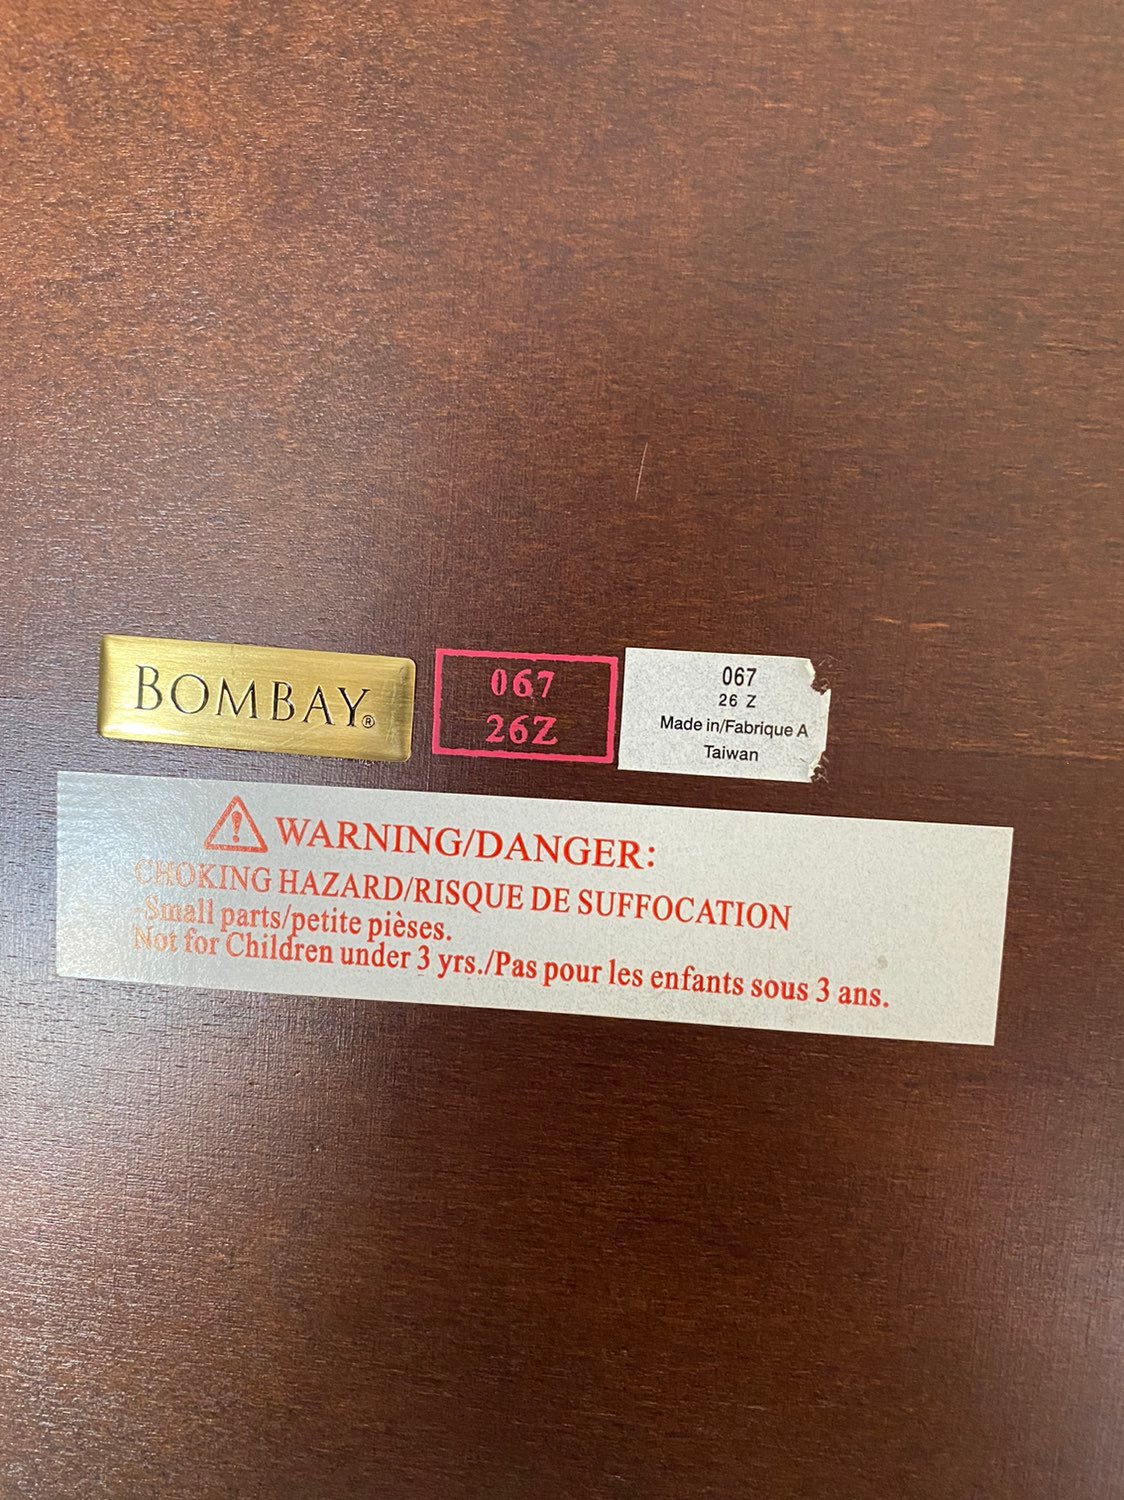 BOMBAY®
067
26Z
067
26 Z
Made in/Fabrique A
Taiwan
WARNING/DANGER:
CHOKING HAZARD/RISQUE DE SUFFOCATION
-Small parts/petite pièses.
Not for Children under 3 yrs./Pas pour les enfants sous 3 ans.